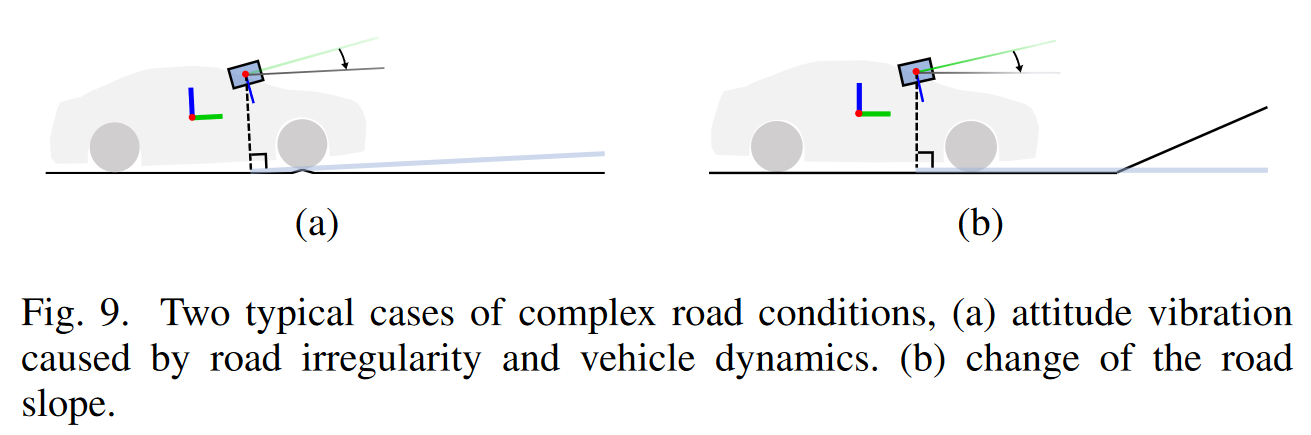 (a) (b)
Fig. 9. Two typical cases of complex road conditions, (a) attitude vibration
caused by road irregularity and vehicle dynamics. (b) change of the road
slope.